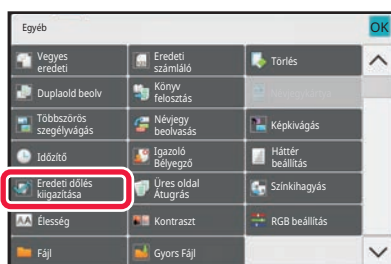 Egyéb
OK
Vegyes
eredeti
Eredeti
számláló
Törlés
Duplaold beolv
Könyv
felosztás
Többszörös
szegélyvágás
Névjegy
beolvasás
Képkivágás
Időzítő
Igazoló
Bélyegző
Háttér
beállítás
Eredeti dőlés
kiigazítása
Üres oldal
Átugrás
Színkihagyás
Élesség
Kontraszt
RGB beállítás
Fájl
Gyors Fájl